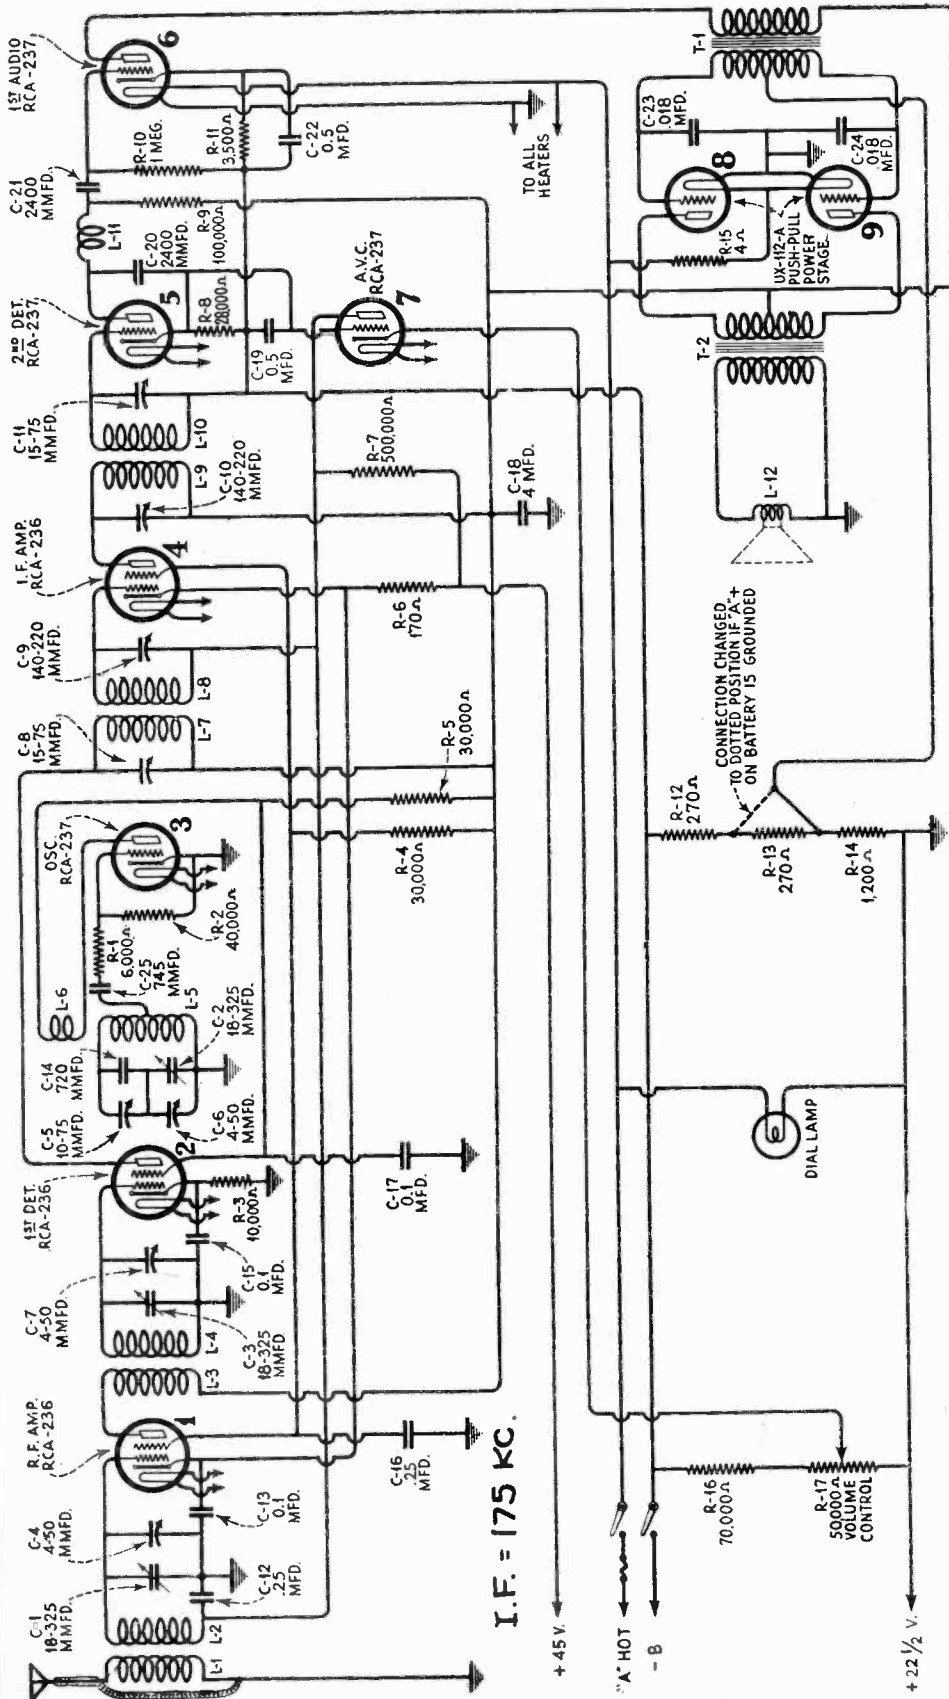 R.F. AMP.
RCA-236
1ST DET.
RCA-236
OSC.
RCA-237
I.F. AMP.
RCA-236
2ND DET.
RCA-237
1ST AUDIO
RCA-237
C-1
18-325
MMFD.
C-4
4-50
MMFD.
C-7
4-50
MMFD.
C-5
10-75
MMFD.
C-14
720
MMFD.
L-6
C-8
15-75
MMFD.
C-9
140-220
MMFD.
C-11
15-75
MMFD.
C-21
2400
MMFD.
L-1
L-2
C-12
.25
MMFD.
C-13
0.1
MFD.
1
L-3
L-4
C-3
18-325
MMFD
C-15
0.1
MFD.
2
R-3
10,000Ω
C-6
4-50
MMFD.
L-5
C-2
18-325
MMFD.
R-1
6,000Ω
C-25
745
MMFD.
R-2
40,000Ω
3
L-7
L-8
4
L-9
C-10
140-220
MMFD.
L-10
5
C-20
2400
MMFD.
L-11
R-8
28,000Ω
R-9
100,000Ω
R-10
1 MEG.
R-11
3,500Ω
C-22
0.5
MFD.
6
C-19
0.5
MFD.
A.V.C.
RCA-237
7
C-16
.25
MFD.
C-17
0.1
MFD.
R-4
30,000Ω
R-5
30,000Ω
R-6
170Ω
R-7
500,000Ω
C-18
4 MFD.
TO ALL
HEATERS
I.F. = 175 KC.
+ 45 V.
"A" HOT
- B
R-16
70,000Ω
R-17
50,000Ω
VOLUME
CONTROL
+ 22 1/2 V.
DIAL LAMP
R-12
270Ω
R-13
270Ω
R-14
1,200Ω
CONNECTION CHANGED
TO DOTTED POSITION IF "A"+
ON BATTERY IS GROUNDED
L-12
T-2
R-15
4Ω
UX-112-A
PUSH-PULL
POWER
STAGE
8
9
C-23
.018
MFD.
C-24
.018
MFD.
T-1